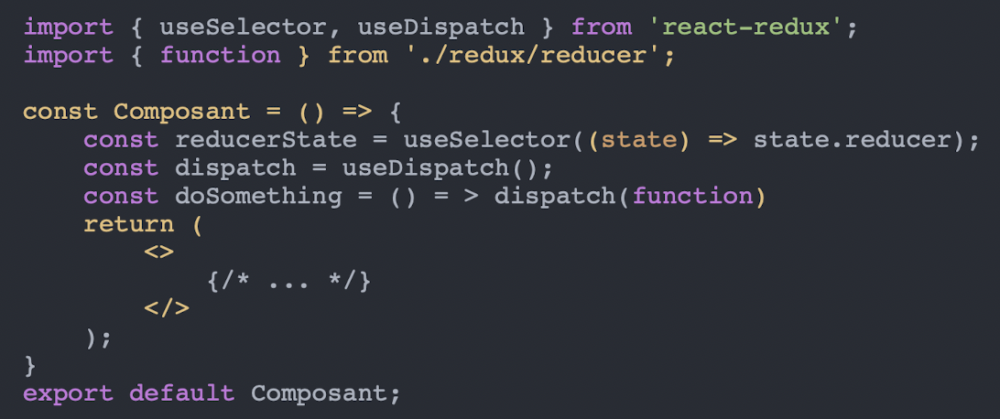 import { useSelector, useDispatch } from 'react-redux';
import { function } from './redux/reducer';

const Composant = () => {
    const reducerState = useSelector((state) => state.reducer);
    const dispatch = useDispatch();
    const doSomething = () = > dispatch(function)
    return (
        <>
            {/* ... */}
        </>
    );
}
export default Composant;